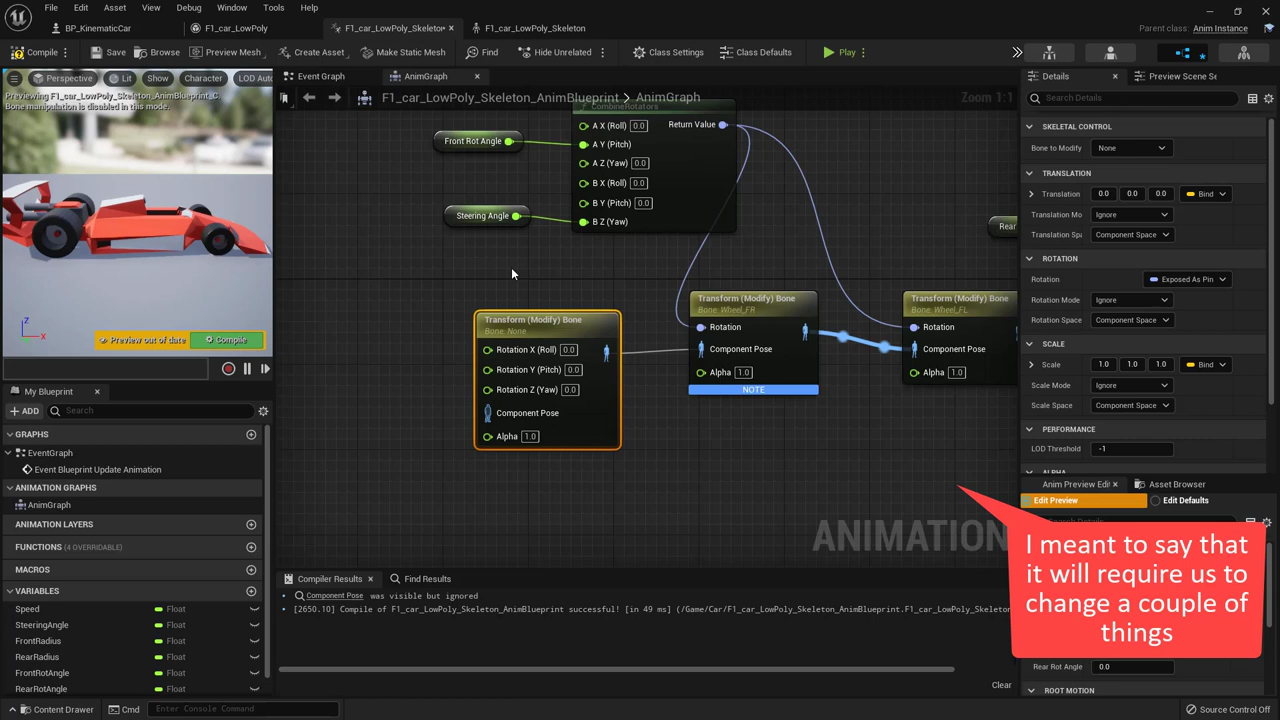 File Edit Asset View Debug Window Tools Help
BP_KinematicCar F1_car_LowPoly F1_car_LowPoly_Skeleton• F1_car_LowPoly_Skeleton Parent class: Anim Instance
Compile Save Browse Preview Mesh Create Asset Make Static Mesh Find Hide Unrelated Class Settings Class Defaults Play
Perspective Lit Show Character LOD Auto
Previewing F1_car_LowPoly_Skeleton_AnimBlueprint_C.
Bone manipulation is disabled in this mode.
Z
X
Preview out of date Compile
My Blueprint
ADD Search
GRAPHS
EventGraph
Event Blueprint Update Animation
ANIMATION GRAPHS
AnimGraph
ANIMATION LAYERS
FUNCTIONS (4 OVERRIDABLE)
MACROS
VARIABLES
Speed Float
SteeringAngle Float
FrontRadius Float
RearRadius Float
FrontRotAngle Float
RearRotAngle Float
Event Graph AnimGraph
F1_car_LowPoly_Skeleton_AnimBlueprint > AnimGraph Zoom 1:1
CombineRotators
A X (Roll) 0.0 Return Value
Front Rot Angle A Y (Pitch)
A Z (Yaw) 0.0
B X (Roll) 0.0
B Y (Pitch) 0.0
Steering Angle B Z (Yaw)
Rear
Transform (Modify) Bone
Bone: None
Rotation X (Roll) 0.0
Rotation Y (Pitch) 0.0
Rotation Z (Yaw) 0.0
Component Pose
Alpha 1.0
Transform (Modify) Bone
Bone: Wheel_FR
Rotation
Component Pose
Alpha 1.0
NOTE
Transform (Modify) Bone
Bone: Wheel_FL
Rotation
Component Pose
Alpha 1.0
ANIMATION
Compiler Results Find Results
Component Pose was visible but ignored
[2650.10] Compile of F1_car_LowPoly_Skeleton_AnimBlueprint successful! [in 49 ms] (/Game/Car/F1_car_LowPoly_Skeleton_AnimBlueprint.F1_car_LowPoly_Skeleton
Clear
Details Preview Scene Se
Search Details
SKELETAL CONTROL
Bone to Modify None
TRANSLATION
Translation 0.0 0.0 0.0 Bind
Translation Mo Ignore
Translation Spa Component Space
ROTATION
Rotation Exposed As Pin
Rotation Mode Ignore
Rotation Space Component Space
SCALE
Scale 1.0 1.0 1.0 Bind
Scale Mode Ignore
Scale Space Component Space
PERFORMANCE
LOD Threshold -1
Anim Preview Edit Asset Browser
Edit Preview Edit Defaults
I meant to say that
it will require us to
change a couple of
things
Rear Rot Angle 0.0
ROOT MOTION
Content Drawer Cmd Enter Console Command Source Control Off